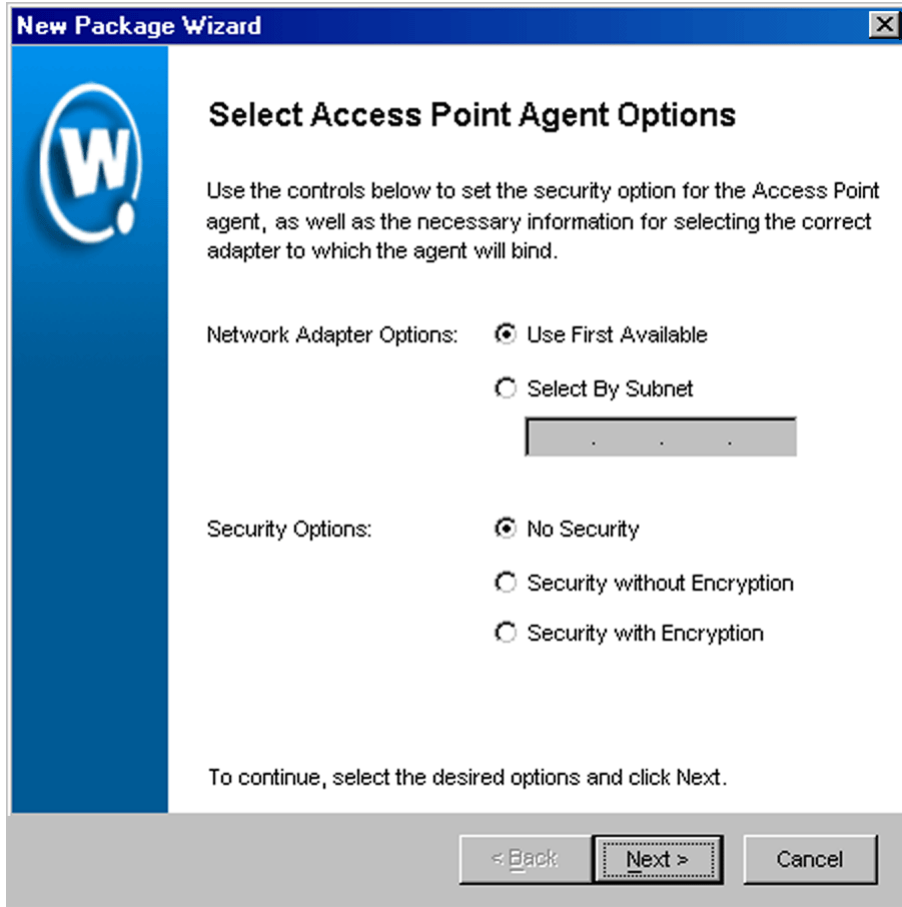 New Package Wizard
W
Select Access Point Agent Options
Use the controls below to set the security option for the Access Point
agent, as well as the necessary information for selecting the correct
adapter to which the agent will bind.
Network Adapter Options:
Use First Available
Select By Subnet
. . .
Security Options:
No Security
Security without Encryption
Security with Encryption
To continue, select the desired options and click Next.
< Back
Next >
Cancel